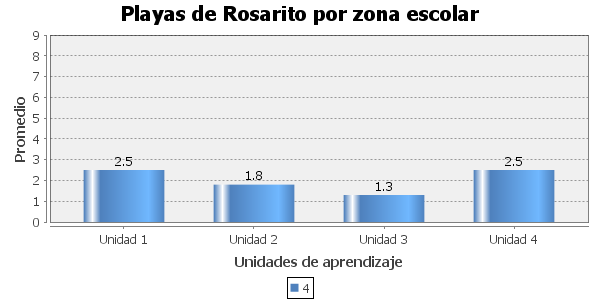 Playas de Rosarito por zona escolar
Promedio
9
8
7
6
5
4
3
2
1
0
2.5
1.8
1.3
2.5
Unidad 1
Unidad 2
Unidad 3
Unidad 4
Unidades de aprendizaje
4